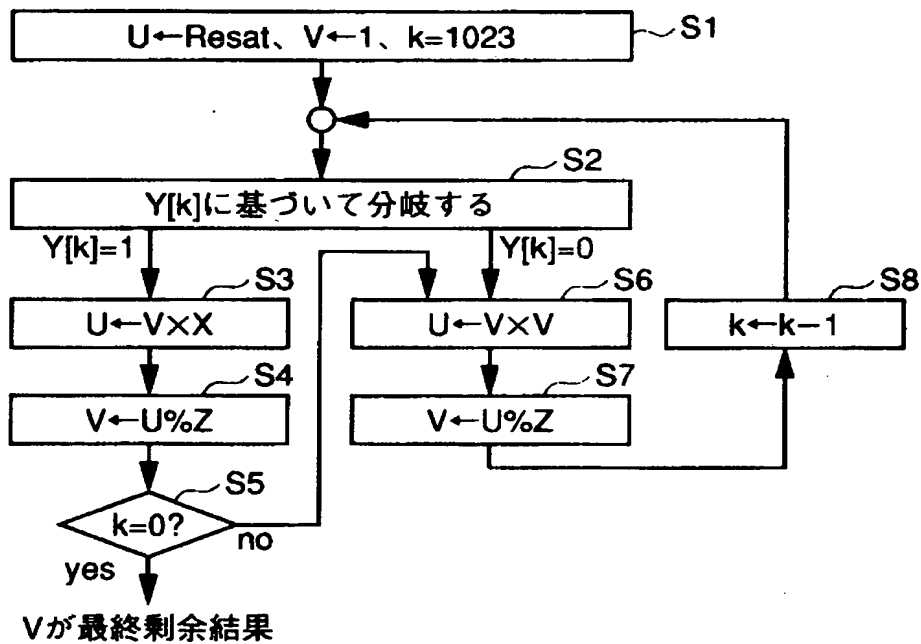 U←Resat、V←1、k=1023
S1
S2
Y[k]に基づいて分岐する
Y[k]=1
Y[k]=0
S3
U←V×X
S6
U←V×V
S8
k←k−1
S4
V←U%Z
S7
V←U%Z
S5
k=0?
no
yes
Vが最終剰余結果